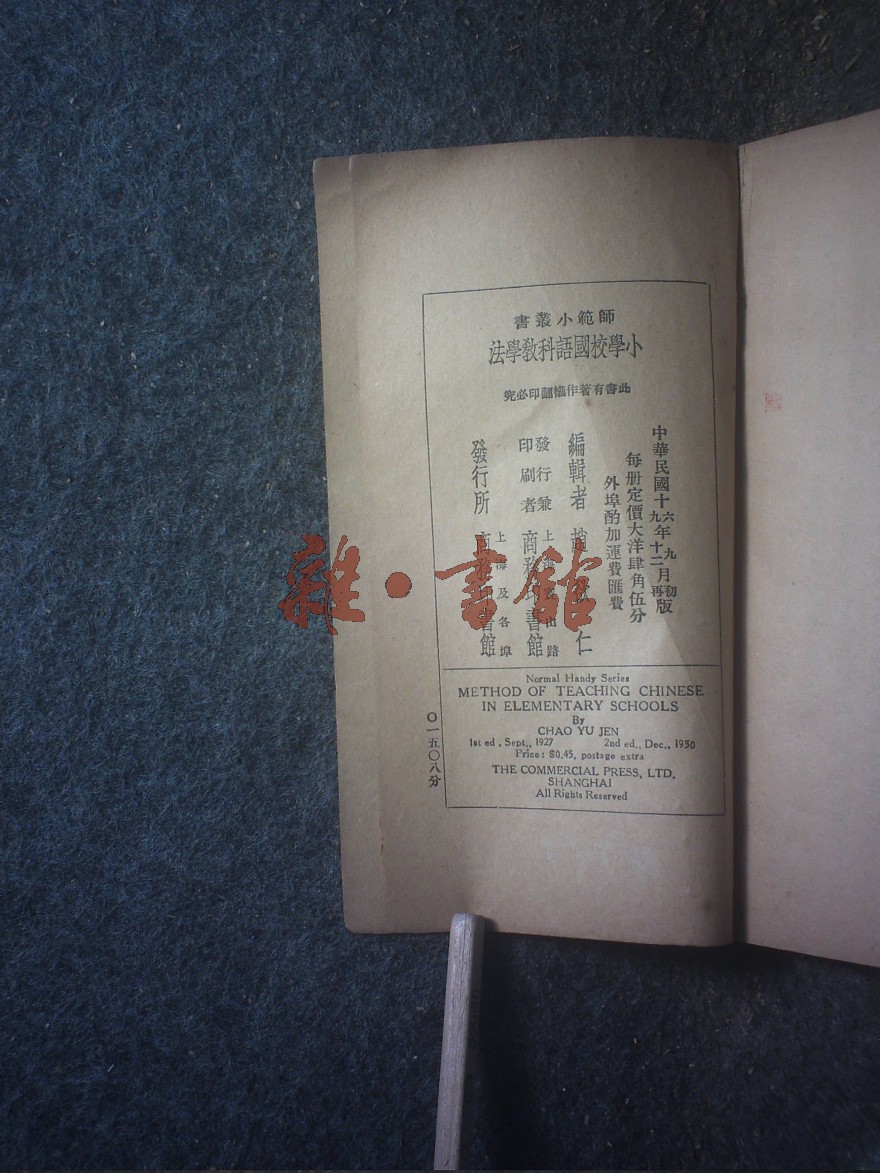 師範小叢書
小學校國語科教學法
此書有著作權翻印必究
中華民國十六年九月初版
九十二再
每册定價大洋肆角伍分
外埠酌加運費匯費
編輯者 趙 仁
發行兼
印刷者
上海 山路
商務印書館
發行所
上海及各埠
商務印書館
Normal Handy Series
METHOD OF TEACHING CHINESE
IN ELEMENTARY SCHOOLS
By
CHAO YU JEN
1st ed., Sept., 1927 2nd ed., Dec., 1930
Price: $0.45, postage extra
THE COMMERCIAL PRESS, LTD.
SHANGHAI
All Rights Reserved
〇一五〇八分
雜·書館